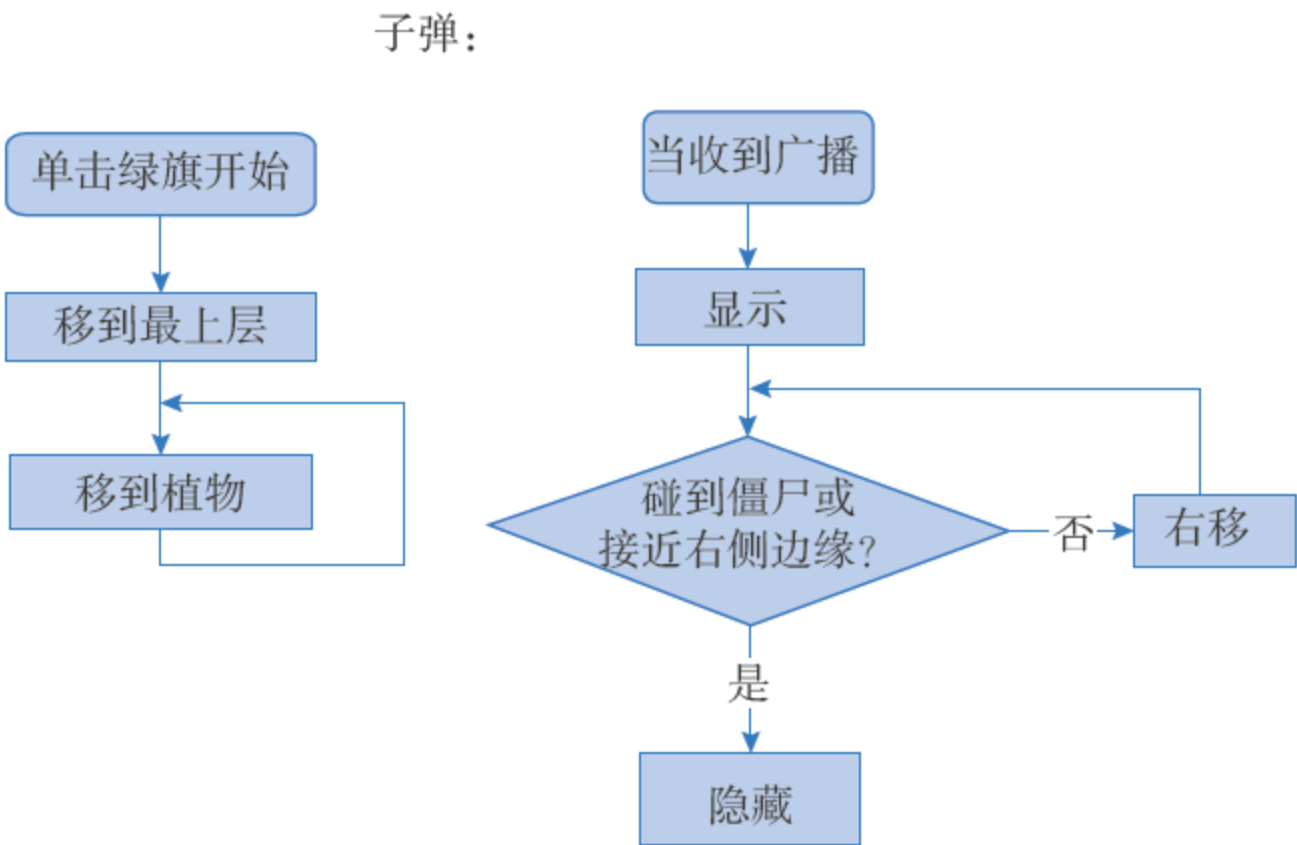 子弹：
单击绿旗开始
移到最上层
移到植物
当收到广播
显示
碰到僵尸或
接近右侧边缘?
否
右移
是
隐藏